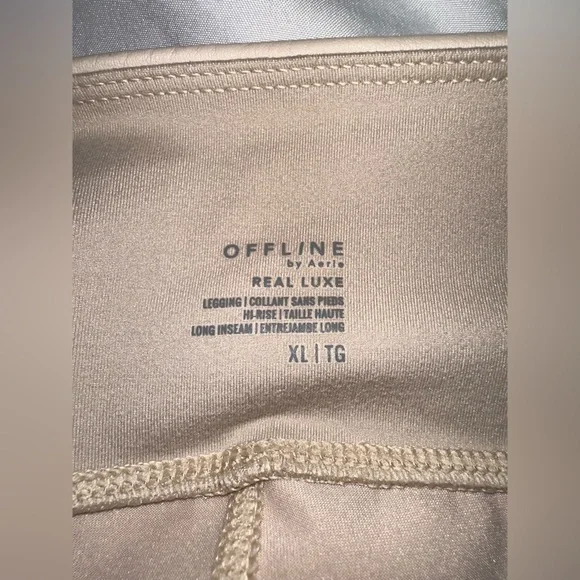 OFFLINE
by Aerie
REAL LUXE
LEGGING | COLLANT SANS PIEDS
HI-RISE | TAILLE HAUTE
LONG INSEAM | ENTREJAMBE LONG
XL | TG